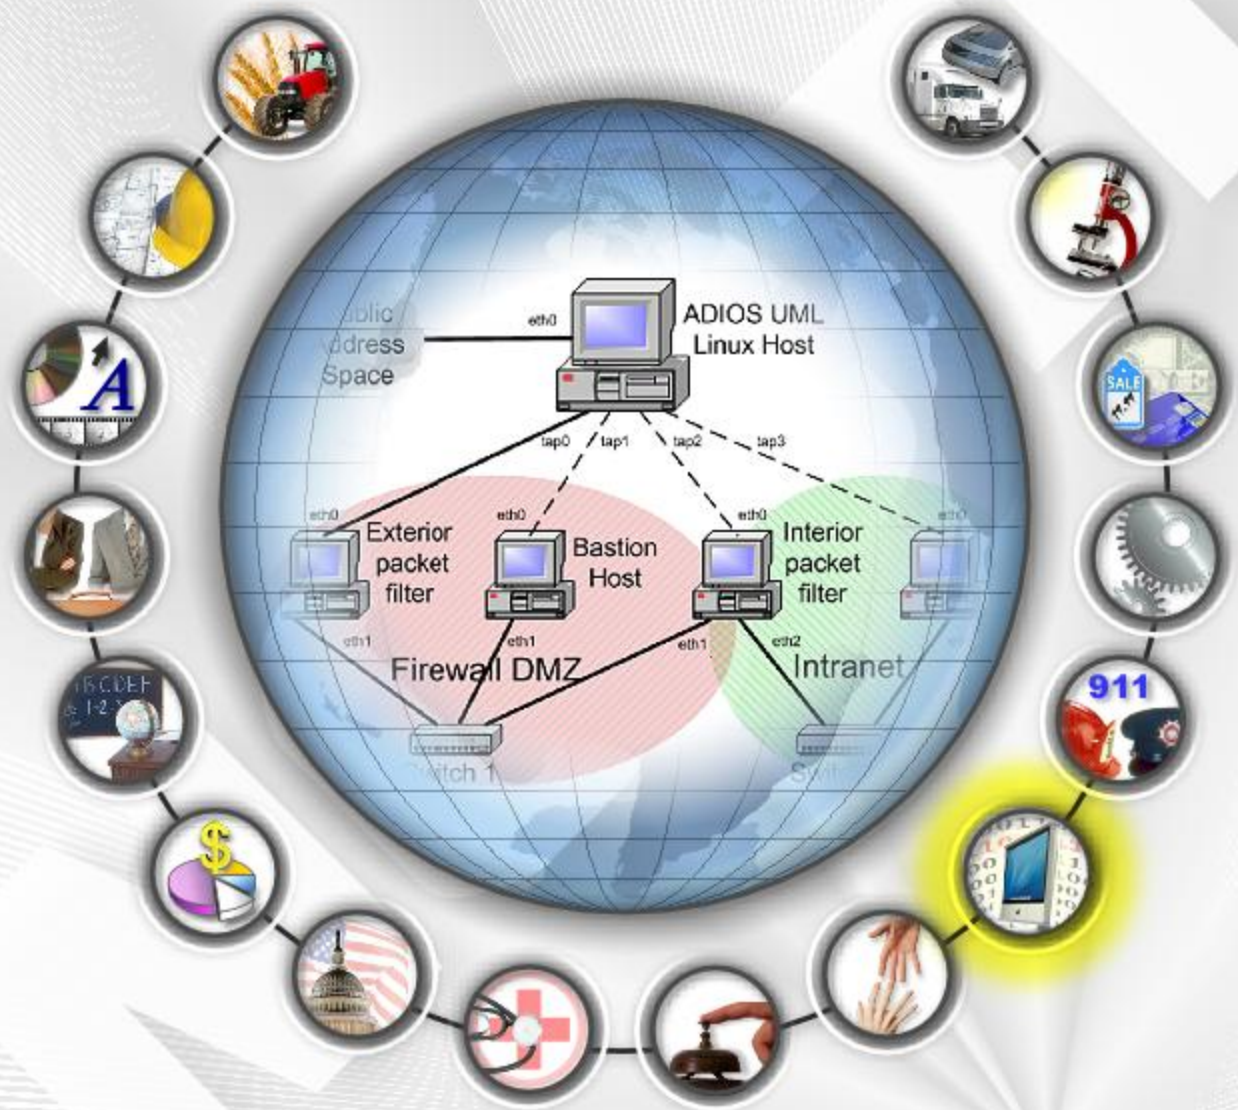 eth0
ADIOS UML
Linux Host
Space
tap0 tap1 tap2 tap3
eth0 eth0 eth0 eth0
Exterior
packet
filter
Bastion
Host
Interior
packet
filter
eth1 eth1 eth1 eth2
Firewall DMZ
Intranet
A
SALE
911
$